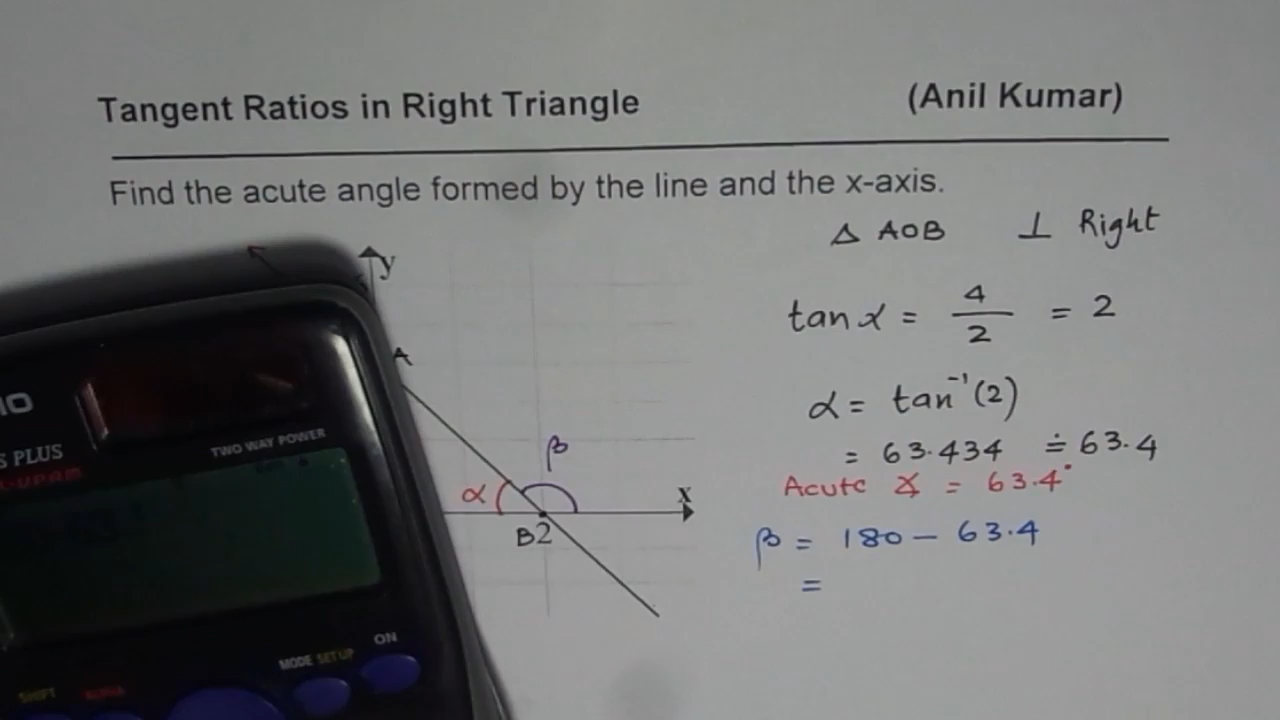 Tangent Ratios in Right Triangle (Anil Kumar)
Find the acute angle formed by the line and the x-axis.
△ AOB ⊥ Right
y
tan α = 4/2 = 2
A
α = tan⁻¹(2)
= 63.434 ≐ 63.4
β
Acute ∡ = 63.4°
α
x
B2
β = 180 – 63.4
=
IO
S PLUS
TWO WAY POWER
ON
MODE SETUP
SHIFT
ALPHA